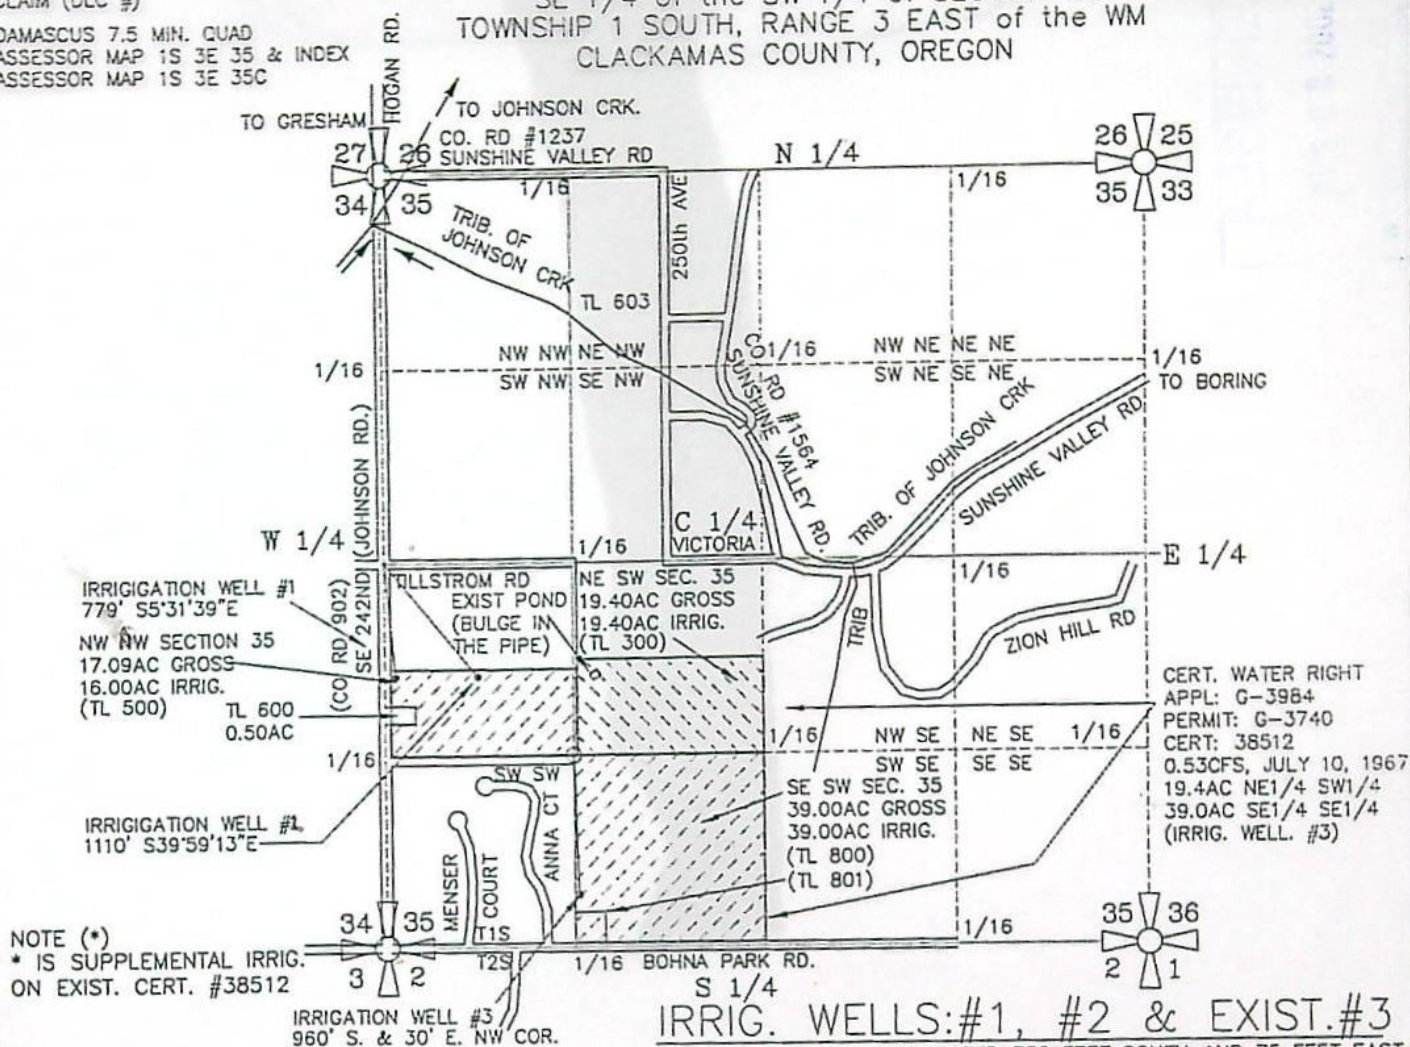 DAMASCUS 7.5 MIN. QUAD
ASSESSOR MAP 1S 3E 35 & INDEX
ASSESSOR MAP 1S 3E 35C
TOWNSHIP 1 SOUTH, RANGE 3 EAST of the WM
CLACKAMAS COUNTY, OREGON
HOGAN RD.
TO GRESHAM
TO JOHNSON CRK.
CO. RD #1237
SUNSHINE VALLEY RD
N 1/4
27 26
34 35
26 25
35 33
1/16
1/16
250th AVE
TRIB. OF
JOHNSON CRK
TL 603
NW NW NE NW
SW NW SE NW
1/16
1/16
NW NE NE NE
SW NE SE NE
1/16
TO BORING
CO. RD #1564
SUNSHINE VALLEY RD.
TRIB. OF JOHNSON CRK
SUNSHINE VALLEY RD
(JOHNSON RD.)
W 1/4
1/16
C 1/4
VICTORIA
E 1/4
1/16
IRRIGIGATION WELL #1
779' S5°31'39"E
NW NW SECTION 35
17.09AC GROSS
16.00AC IRRIG.
(TL 500)
TL 600
0.50AC
(CO RD 902)
SE 242ND
TILLSTROM RD
EXIST POND
(BULGE IN
THE PIPE)
NE SW SEC. 35
19.40AC GROSS
19.40AC IRRIG.
(TL 300)
TRIB
ZION HILL RD
CERT. WATER RIGHT
APPL: G-3984
PERMIT: G-3740
CERT: 38512
0.53CFS, JULY 10, 1967
19.4AC NE1/4 SW1/4
39.0AC SE1/4 SE1/4
(IRRIG. WELL. #3)
1/16
1/16
NW SE NE SE
SW SE SE SE
1/16
SW SW
SE SW SEC. 35
39.00AC GROSS
39.00AC IRRIG.
(TL 800)
(TL 801)
IRRIGIGATION WELL
1110' S39°59'13"E
MENSER
COURT
ANNA CT
34 35
3 2
T1S
T2S
1/16
BOHNA PARK RD.
S 1/4
1/16
35 36
2 1
NOTE (*)
* IS SUPPLEMENTAL IRRIG.
ON EXIST. CERT. #38512
IRRIGATION WELL #3
960' S. & 30' E. NW COR.
IRRIG. WELLS:#1, #2 & EXIST.#3